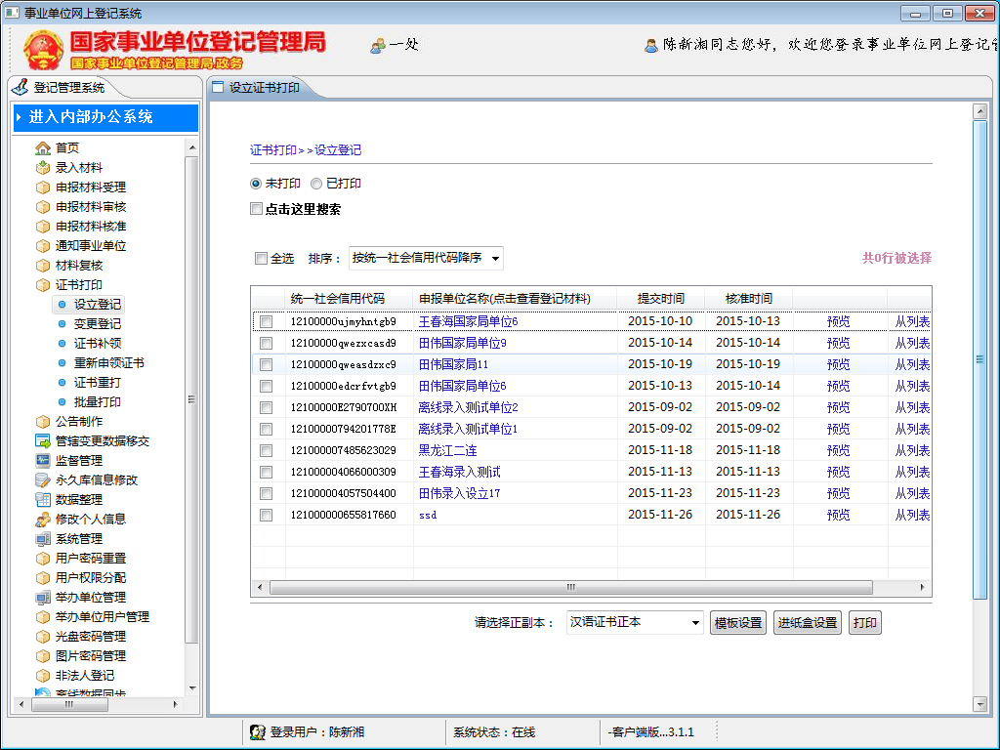 事业单位网上登记系统
国家事业单位登记管理局
国家事业单位登记管理局·政务
一处
陈新湘同志您好，欢迎您登录事业单位网上登记
登记管理系统
设立证书打印
进入内部办公系统
首页
录入材料
申报材料受理
申报材料审核
申报材料核准
通知事业单位
材料复核
证书打印
设立登记
变更登记
证书补领
重新申领证书
证书重打
批量打印
公告制作
管辖变更数据移交
监督管理
永久库信息修改
数据整理
修改个人信息
系统管理
用户密码重置
用户权限分配
举办单位管理
举办单位用户管理
光盘密码管理
图片密码管理
非法人登记
离线数据同步
证书打印>>设立登记
未打印 已打印
点击这里搜索
全选 排序： 按统一社会信用代码降序 共0行被选择
统一社会信用代码 申报单位名称(点击查看登记材料) 提交时间 核准时间
12100000ujmyhntgb9 王春海国家局单位6 2015-10-10 2015-10-13 预览 从列表
12100000qwezxcasd9 田伟国家局单位9 2015-10-14 2015-10-14 预览 从列表
12100000qweasdzxc9 田伟国家局11 2015-10-19 2015-10-19 预览 从列表
12100000edcrfvtgb9 田伟国家局单位6 2015-10-13 2015-10-14 预览 从列表
12100000E2790700XH 离线录入测试单位2 2015-09-02 2015-09-02 预览 从列表
12100000794201778E 离线录入测试单位1 2015-09-02 2015-09-02 预览 从列表
121000007485623029 黑龙江二连 2015-11-18 2015-11-18 预览 从列表
121000004066000309 王春海录入测试 2015-11-13 2015-11-13 预览 从列表
121000004057504400 田伟录入设立17 2015-11-23 2015-11-23 预览 从列表
121000000655817660 ssd 2015-11-26 2015-11-26 预览 从列表
请选择正副本： 汉语证书正本 模板设置 进纸盒设置 打印
登录用户：陈新湘 系统状态：在线 -客户端版...3.1.1